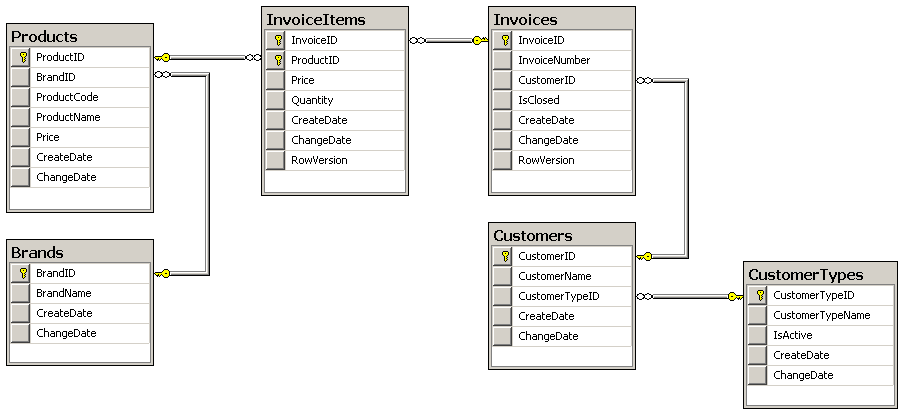 Products
ProductID
BrandID
ProductCode
ProductName
Price
CreateDate
ChangeDate
InvoiceItems
InvoiceID
ProductID
Price
Quantity
CreateDate
ChangeDate
RowVersion
Invoices
InvoiceID
InvoiceNumber
CustomerID
IsClosed
CreateDate
ChangeDate
RowVersion
Brands
BrandID
BrandName
CreateDate
ChangeDate
Customers
CustomerID
CustomerName
CustomerTypeID
CreateDate
ChangeDate
CustomerTypes
CustomerTypeID
CustomerTypeName
IsActive
CreateDate
ChangeDate